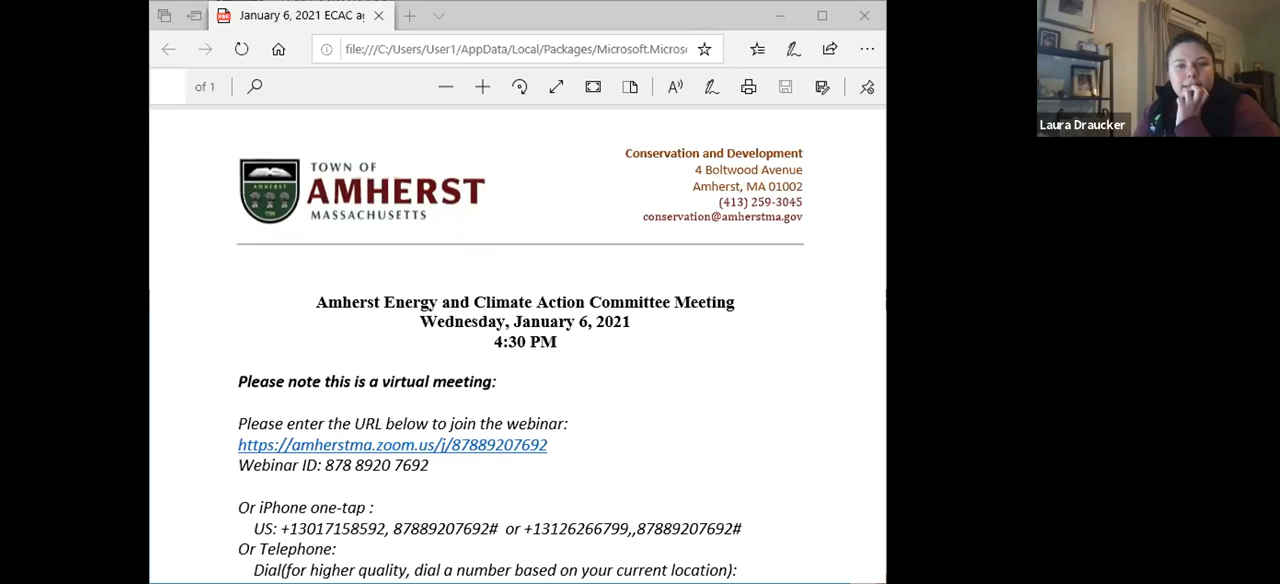 January 6, 2021 ECAC ag
file:///C:/Users/User1/AppData/Local/Packages/Microsoft.Micros
of 1
Laura Draucker
TOWN OF
AMHERST
MASSACHUSETTS
AMHERST
Conservation and Development
4 Boltwood Avenue
Amherst, MA 01002
(413) 259-3045
conservation@amherstma.gov
Amherst Energy and Climate Action Committee Meeting
Wednesday, January 6, 2021
4:30 PM
Please note this is a virtual meeting:
Please enter the URL below to join the webinar:
https://amherstma.zoom.us/j/87889207692
Webinar ID: 878 8920 7692
Or iPhone one-tap :
US: +13017158592, 87889207692# or +13126266799,,87889207692#
Or Telephone:
Dial(for higher quality, dial a number based on your current location):